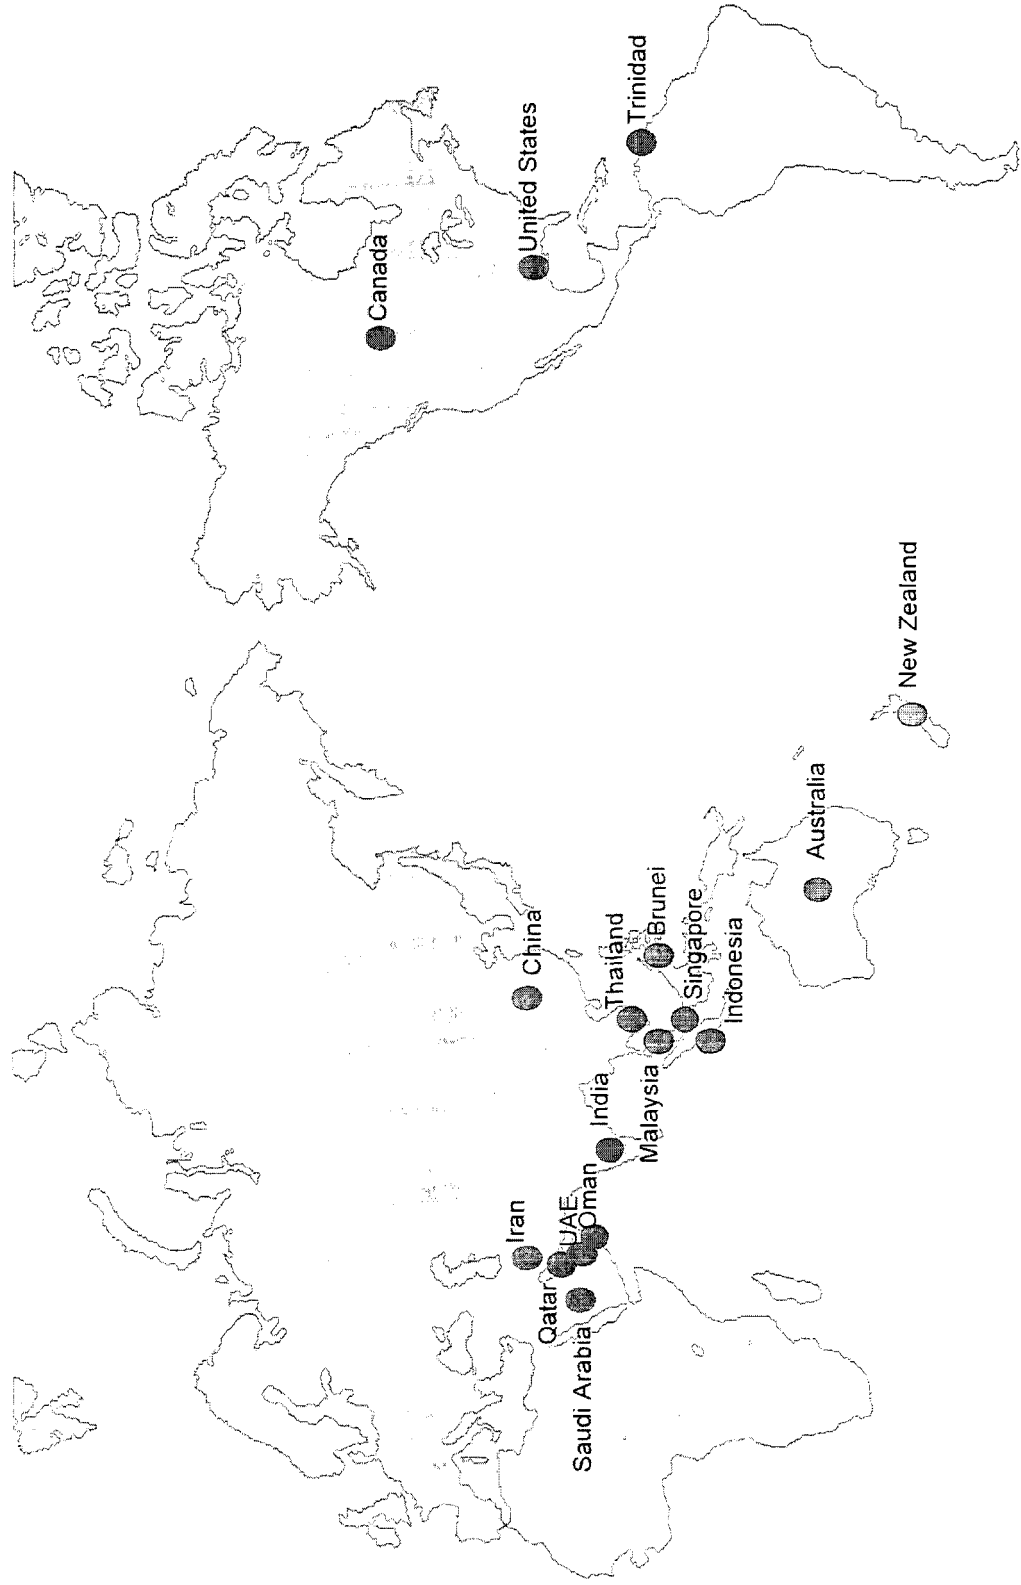 Canada
United States
Trinidad
Iran
China
Qatar
UAE
Oman
Saudi Arabia
India
Thailand
Malaysia
Brunei
Singapore
Indonesia
Australia
New Zealand